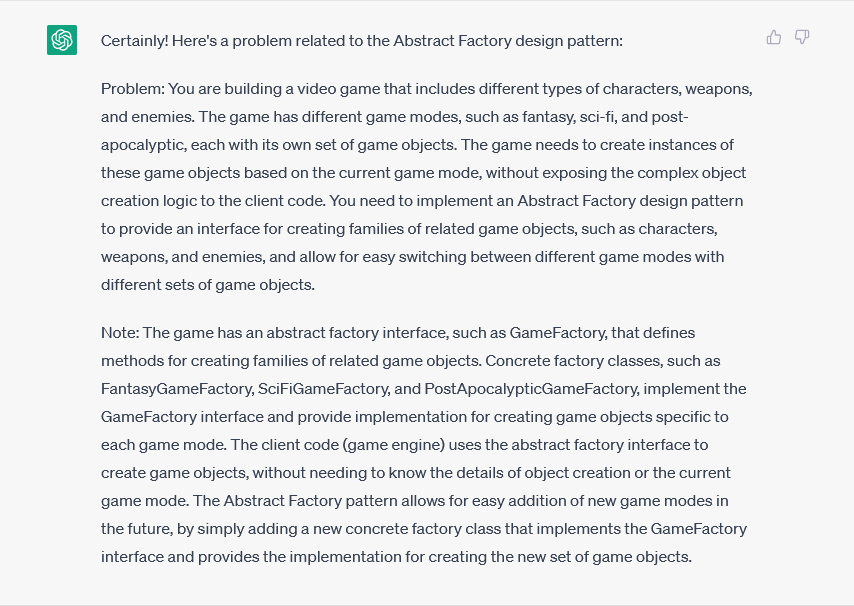 Certainly! Here's a problem related to the Abstract Factory design pattern:
Problem: You are building a video game that includes different types of characters, weapons,
and enemies. The game has different game modes, such as fantasy, sci-fi, and post-
apocalyptic, each with its own set of game objects. The game needs to create instances of
these game objects based on the current game mode, without exposing the complex object
creation logic to the client code. You need to implement an Abstract Factory design pattern
to provide an interface for creating families of related game objects, such as characters,
weapons, and enemies, and allow for easy switching between different game modes with
different sets of game objects.
Note: The game has an abstract factory interface, such as GameFactory, that defines
methods for creating families of related game objects. Concrete factory classes, such as
FantasyGameFactory, SciFiGameFactory, and PostApocalypticGameFactory, implement the
GameFactory interface and provide implementation for creating game objects specific to
each game mode. The client code (game engine) uses the abstract factory interface to
create game objects, without needing to know the details of object creation or the current
game mode. The Abstract Factory pattern allows for easy addition of new game modes in
the future, by simply adding a new concrete factory class that implements the GameFactory
interface and provides the implementation for creating the new set of game objects.